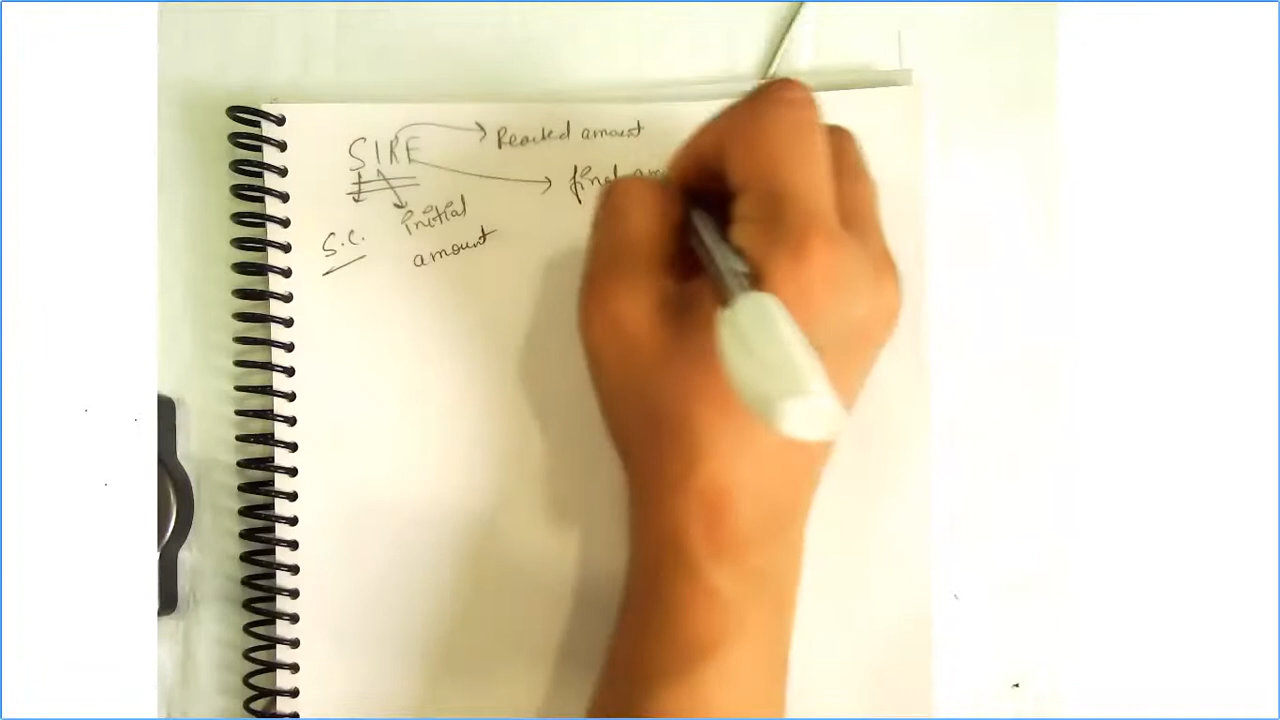 SIRF
Reacted amount
final am
S.C.
initial
amount